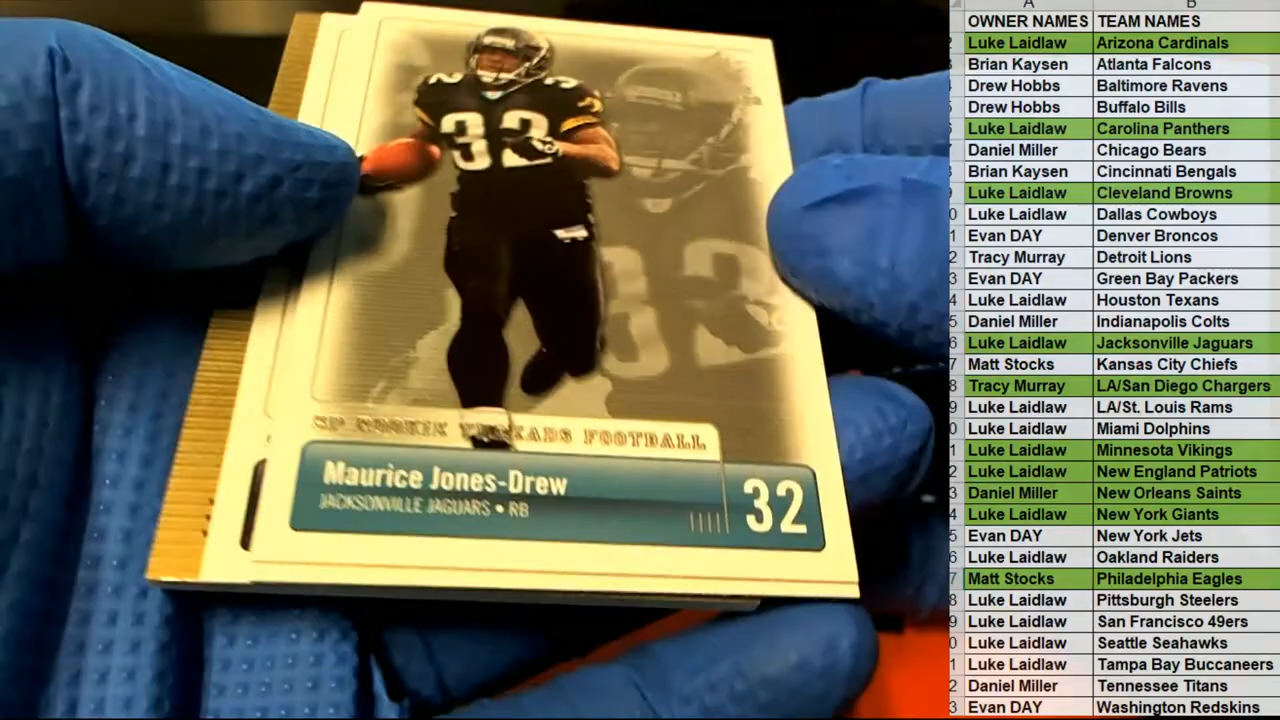 32
SP ROOKIE THREADS FOOTBALL
Maurice Jones-Drew
JACKSONVILLE JAGUARS • RB
32
A B
OWNER NAMES TEAM NAMES
Luke Laidlaw Arizona Cardinals
Brian Kaysen Atlanta Falcons
Drew Hobbs Baltimore Ravens
Drew Hobbs Buffalo Bills
Luke Laidlaw Carolina Panthers
Daniel Miller Chicago Bears
Brian Kaysen Cincinnati Bengals
Luke Laidlaw Cleveland Browns
Luke Laidlaw Dallas Cowboys
Evan DAY Denver Broncos
Tracy Murray Detroit Lions
Evan DAY Green Bay Packers
Luke Laidlaw Houston Texans
Daniel Miller Indianapolis Colts
Luke Laidlaw Jacksonville Jaguars
Matt Stocks Kansas City Chiefs
Tracy Murray LA/San Diego Chargers
Luke Laidlaw LA/St. Louis Rams
Luke Laidlaw Miami Dolphins
Luke Laidlaw Minnesota Vikings
Luke Laidlaw New England Patriots
Daniel Miller New Orleans Saints
Luke Laidlaw New York Giants
Evan DAY New York Jets
Luke Laidlaw Oakland Raiders
Matt Stocks Philadelphia Eagles
Luke Laidlaw Pittsburgh Steelers
Luke Laidlaw San Francisco 49ers
Luke Laidlaw Seattle Seahawks
Luke Laidlaw Tampa Bay Buccaneers
Daniel Miller Tennessee Titans
Evan DAY Washington Redskins